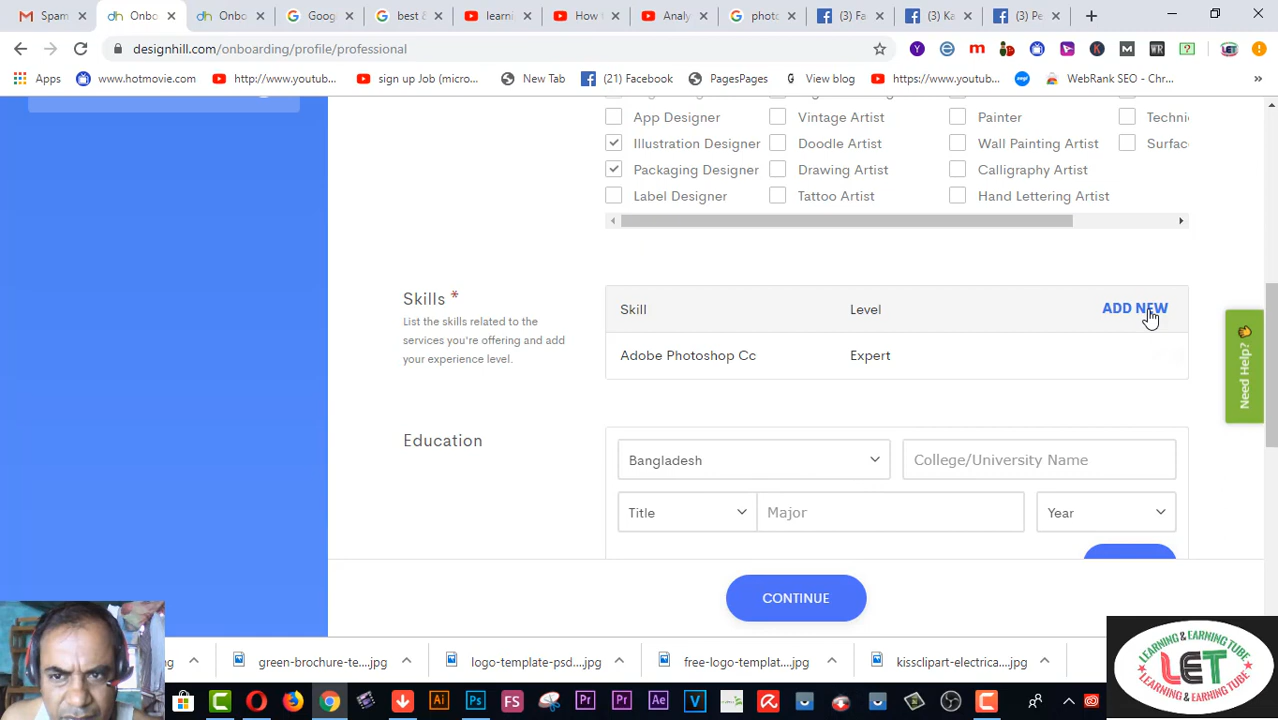 Spam
Onbo
Onbo
Googl
best &
learni
How t
Analy
photo
(3) Fa
(3) Ka
(3) Pe
designhill.com/onboarding/profile/professional
Apps
www.hotmovie.com
http://www.youtub...
sign up Job (micro...
New Tab
(21) Facebook
PagesPages
View blog
https://www.youtub...
WebRank SEO - Chr...
App Designer
Vintage Artist
Painter
Techni
Illustration Designer
Doodle Artist
Wall Painting Artist
Surfac
Packaging Designer
Drawing Artist
Calligraphy Artist
Label Designer
Tattoo Artist
Hand Lettering Artist
Skills *
List the skills related to the
services you're offering and add
your experience level.
Skill
Level
ADD NEW
Adobe Photoshop Cc
Expert
Need Help?
Education
Bangladesh
College/University Name
Title
Major
Year
CONTINUE
green-brochure-te....jpg
logo-template-psd....jpg
free-logo-templat....jpg
kissclipart-electrica....jpg
LEARNING & EARNING TUBE
LET
LEARNING & EARNING TUBE